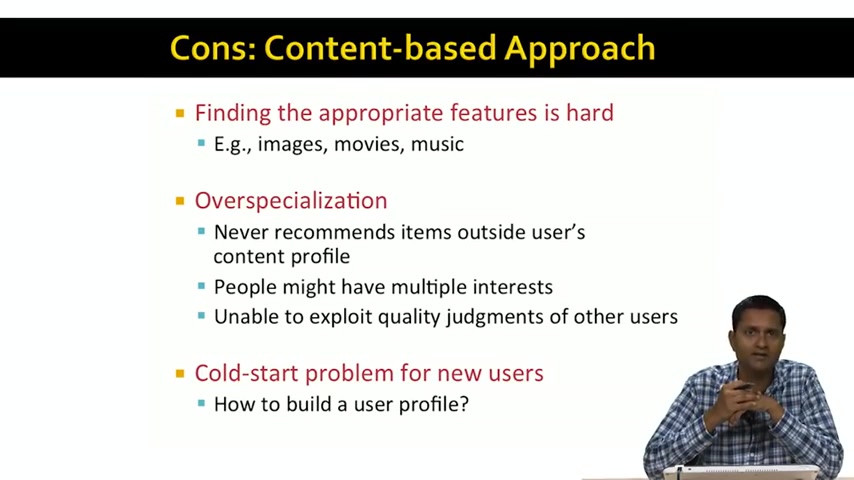 Cons: Content-based Approach
Finding the appropriate features is hard
E.g., images, movies, music
Overspecialization
Never recommends items outside user's
content profile
People might have multiple interests
Unable to exploit quality judgments of other users
Cold-start problem for new users
How to build a user profile?